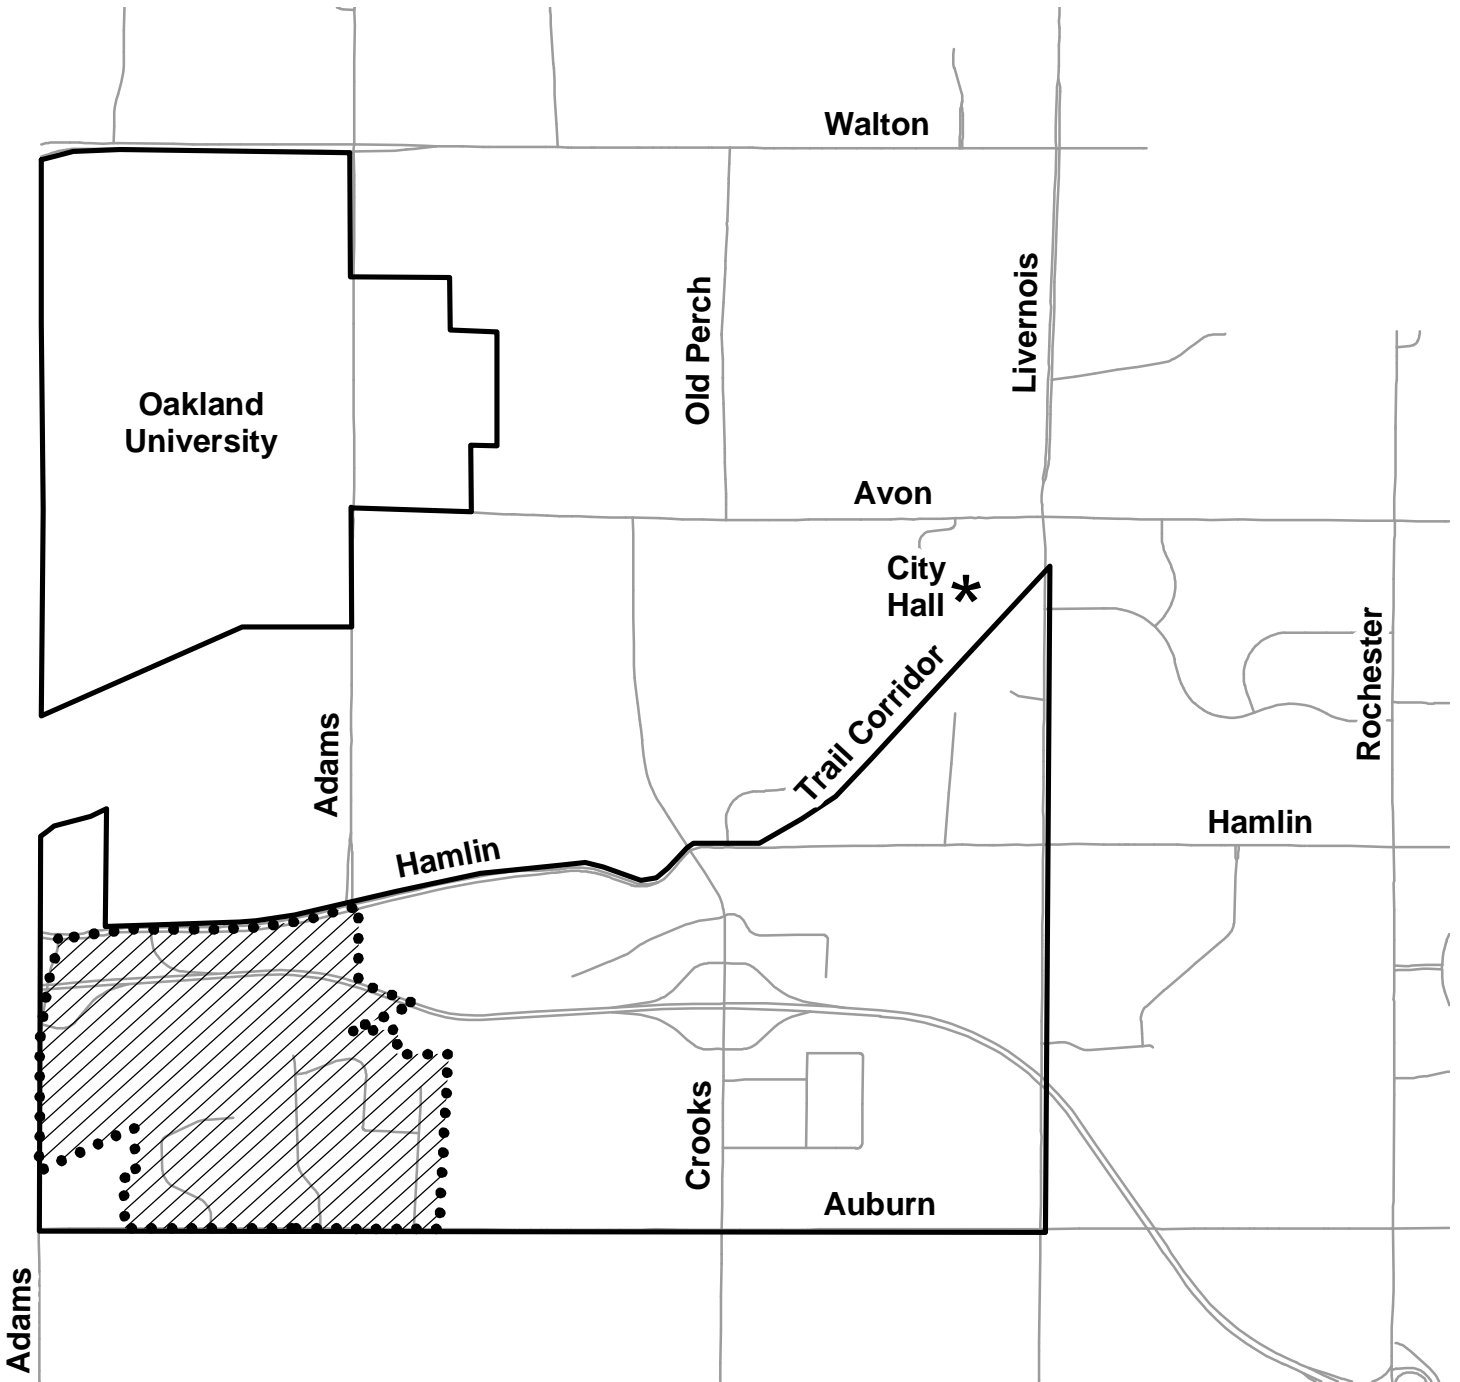 Walton
Livernois
Old Perch
Oakland
University
Avon
City
Hall
*
Rochester
Trail Corridor
Adams
Hamlin
Hamlin
Crooks
Auburn
Adams